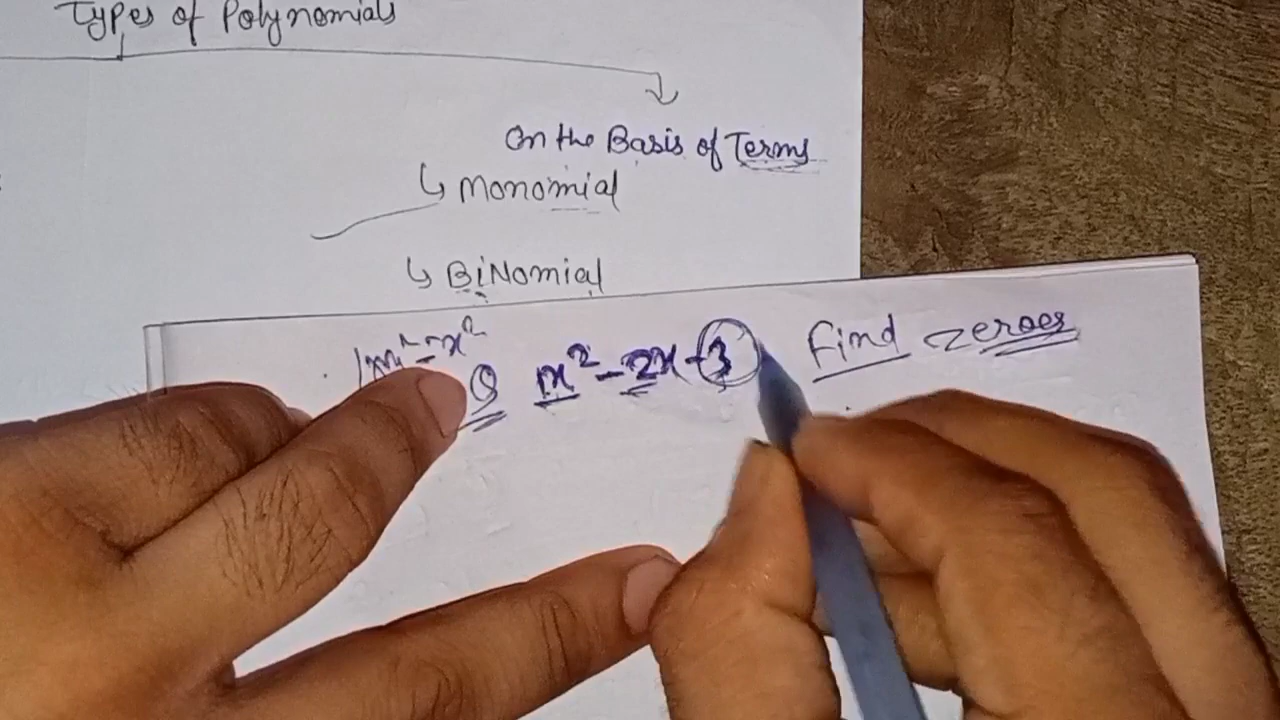 Types of Polynomials
On the Basis of Terms
↳ Monomial
↳ BiNomial
Q x² - 2x - 3 Find zeroes